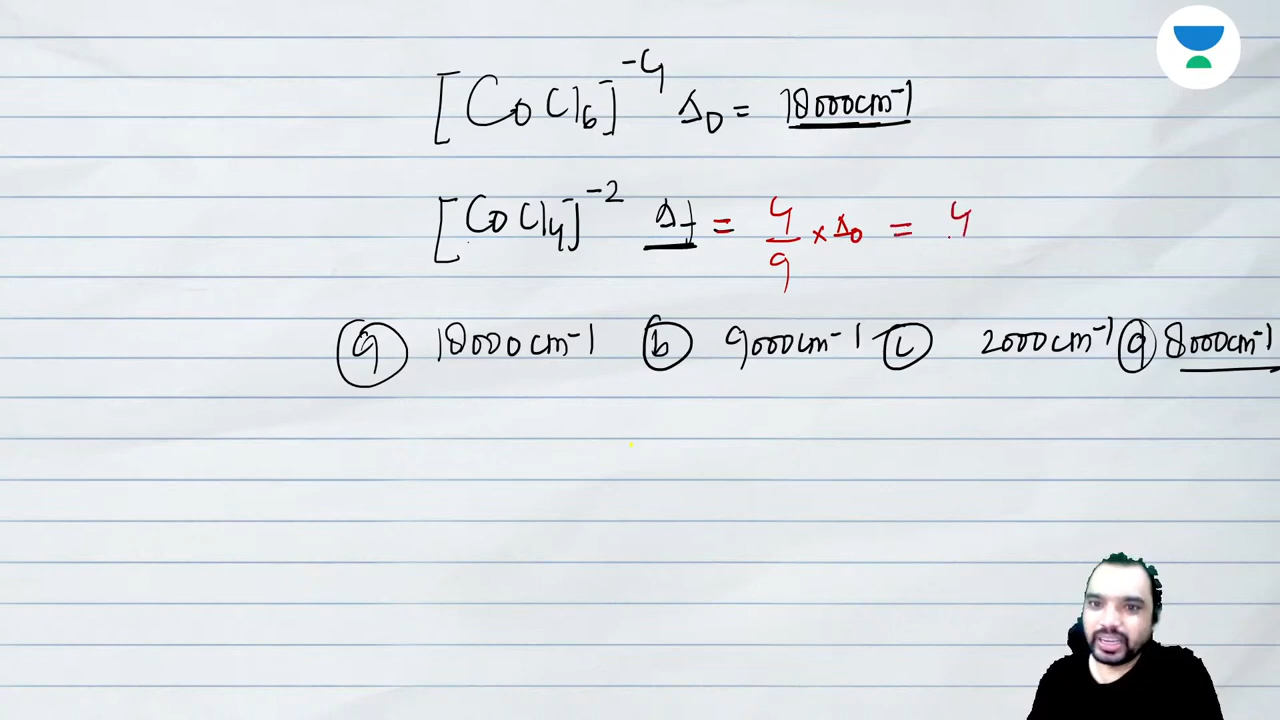 [CoCl6]^-4 Δo = 18000cm^-1
[CoCl4]^-2 Δt = 4/9 × Δo = 4
(a) 18000cm^-1 (b) 9000cm^-1 (c) 2000cm^-1 (d) 8000cm^-1